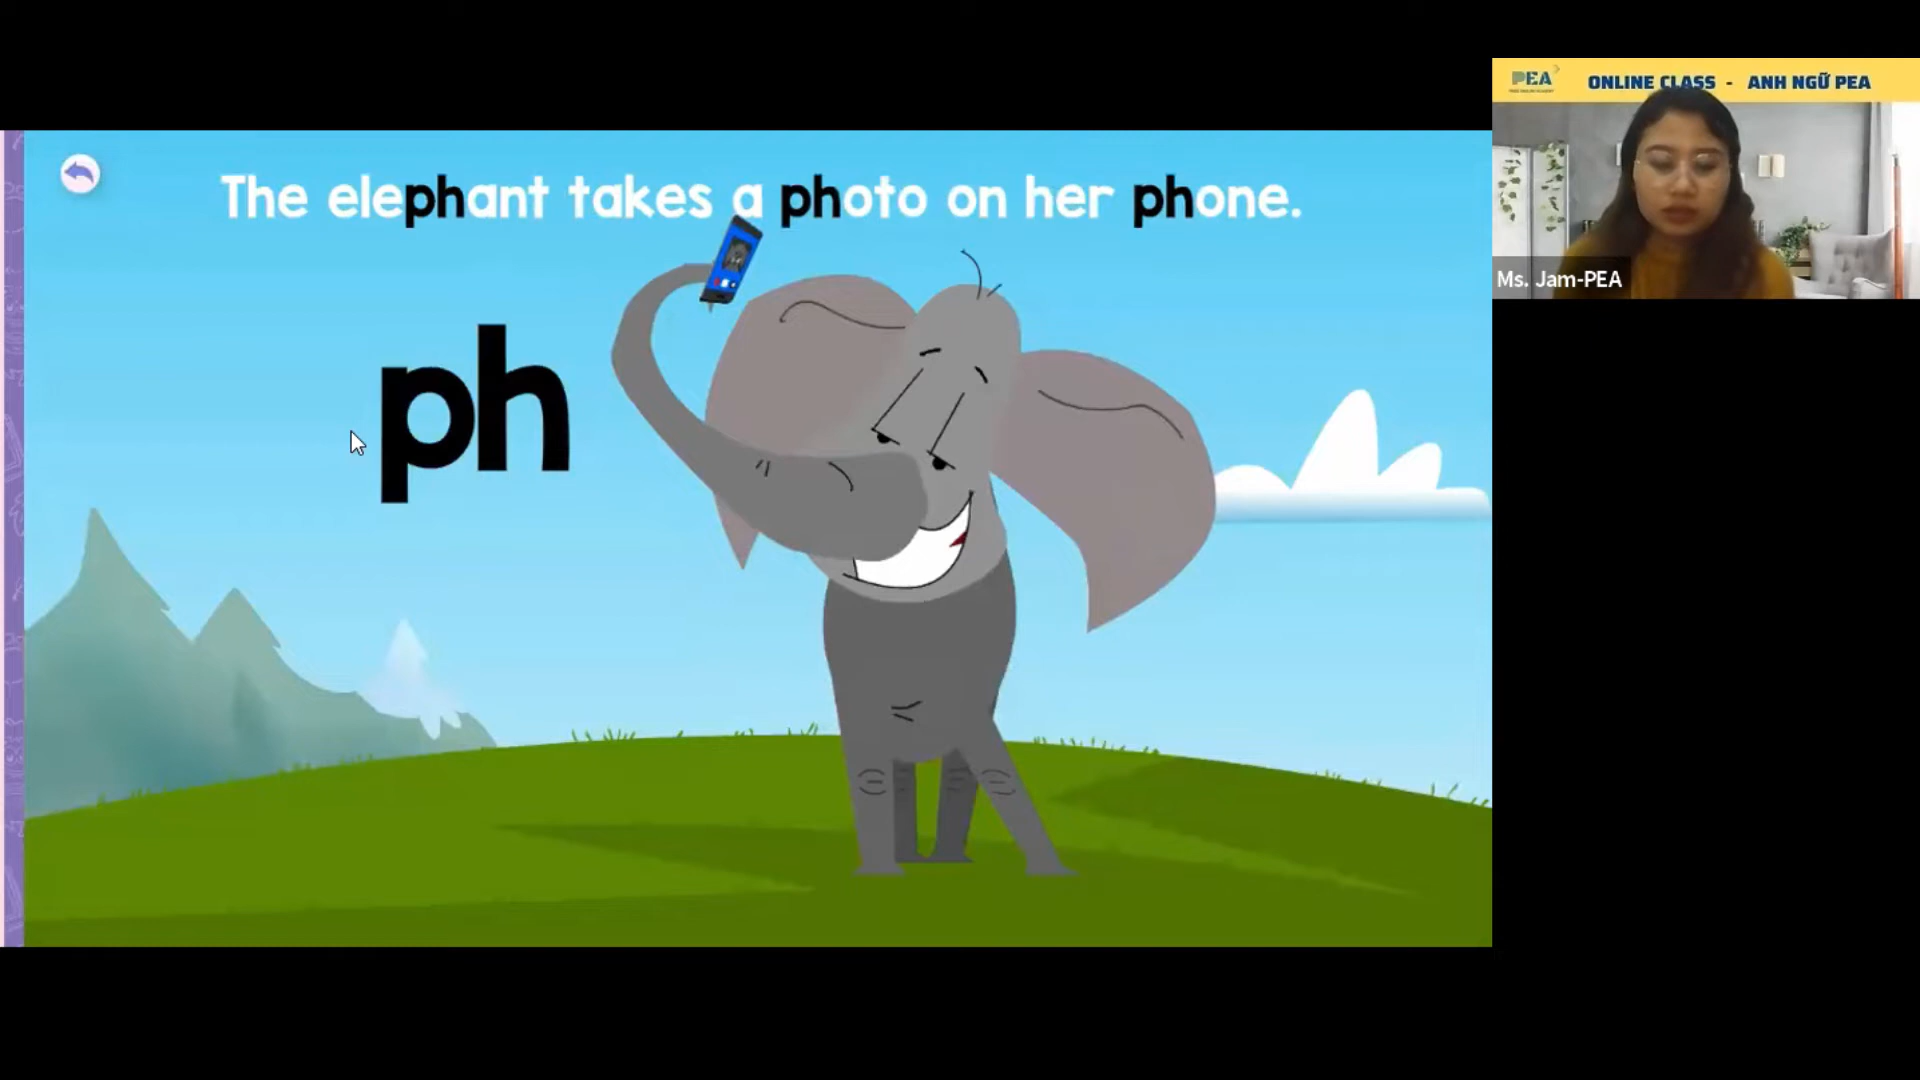 The elephant takes a photo on her phone.
ph
PEA
ONLINE CLASS - ANH NGỮ PEA
Ms. Jam-PEA